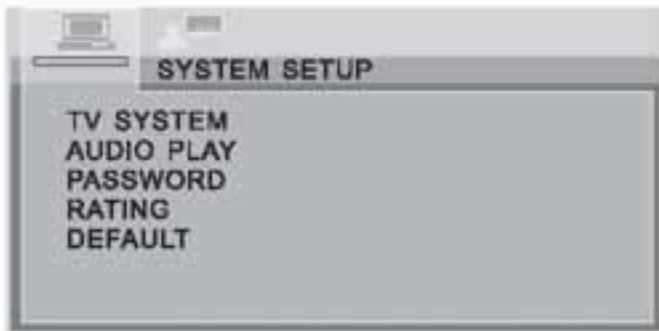 SYSTEM SETUP
TV SYSTEM
AUDIO PLAY
PASSWORD
RATING
DEFAULT